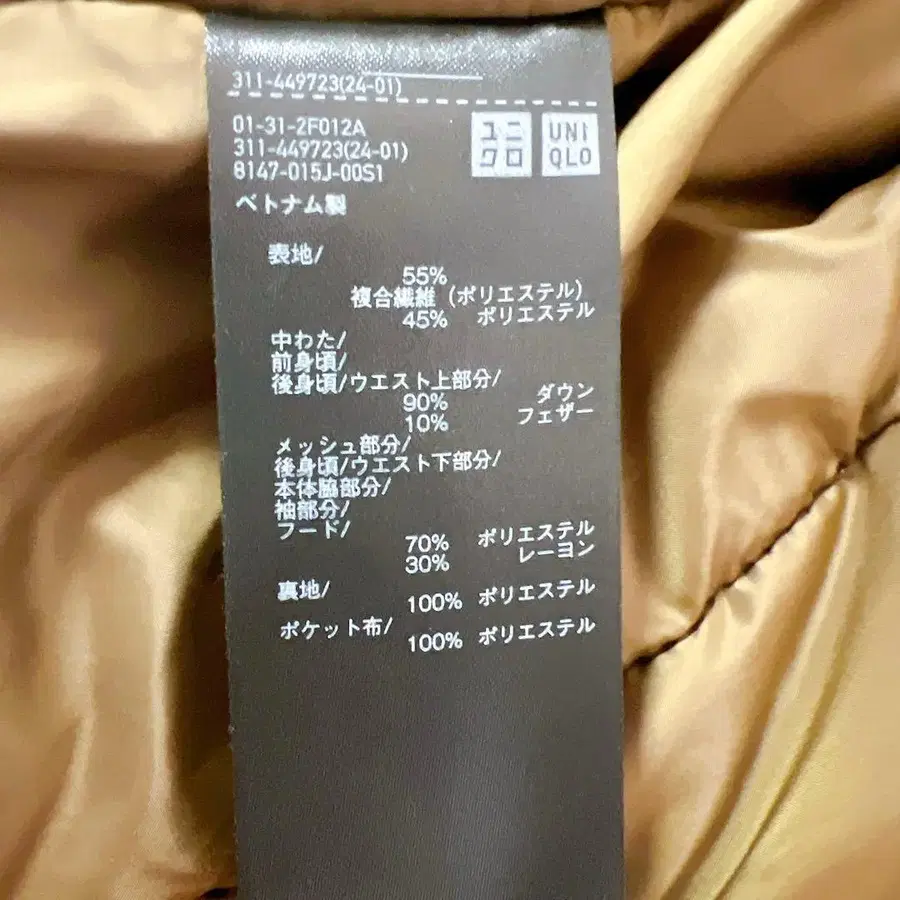 311-449723(24-01)
01-31-2F012A
311-449723(24-01)
8147-015J-00S1
ユニ
クロ
UNI
QLO
ベトナム製
表地/
55%
複合繊維(ポリエステル)
45% ポリエステル
中わた/
前身頃/
後身頃/ウエスト上部分/
90% ダウン
10% フェザー
メッシュ部分/
後身頃/ウエスト下部分/
本体脇部分/
袖部分/
フード/
70% ポリエステル
30% レーヨン
裏地/
100% ポリエステル
ポケット布/
100% ポリエステル